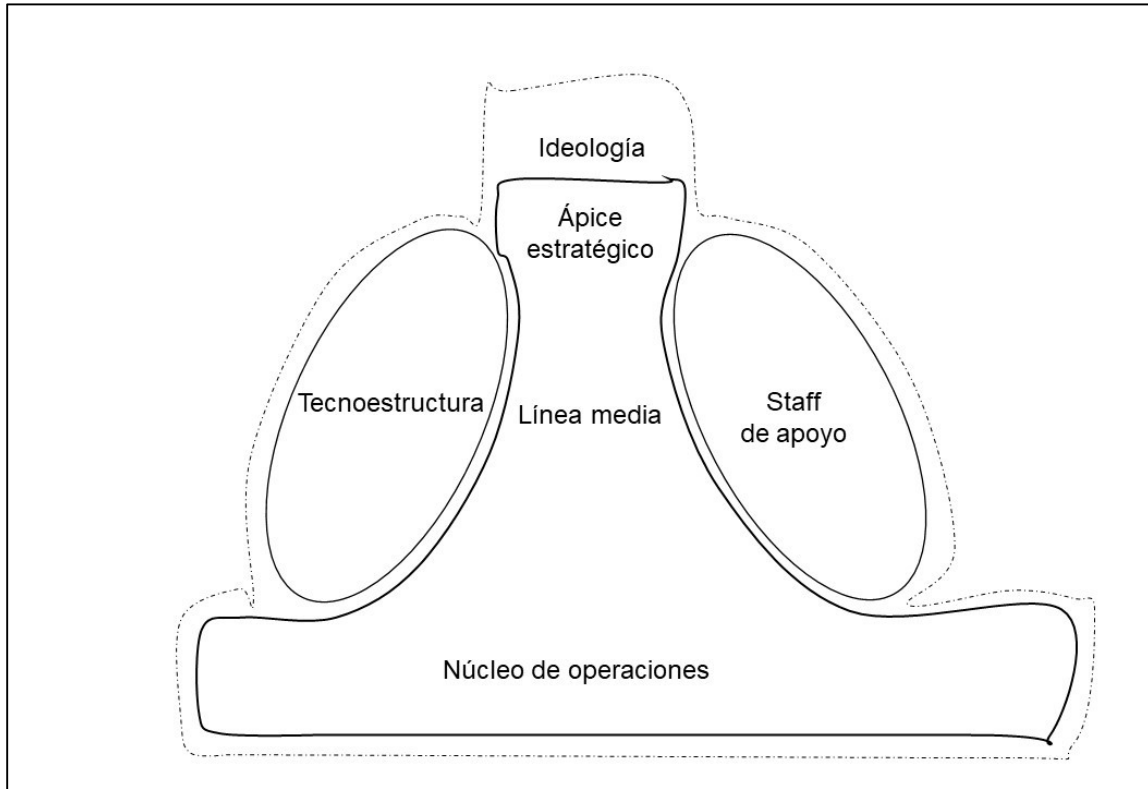 Ideología
Ápice
estratégico
Tecnoestructura
Línea media
Staff
de apoyo
Núcleo de operaciones